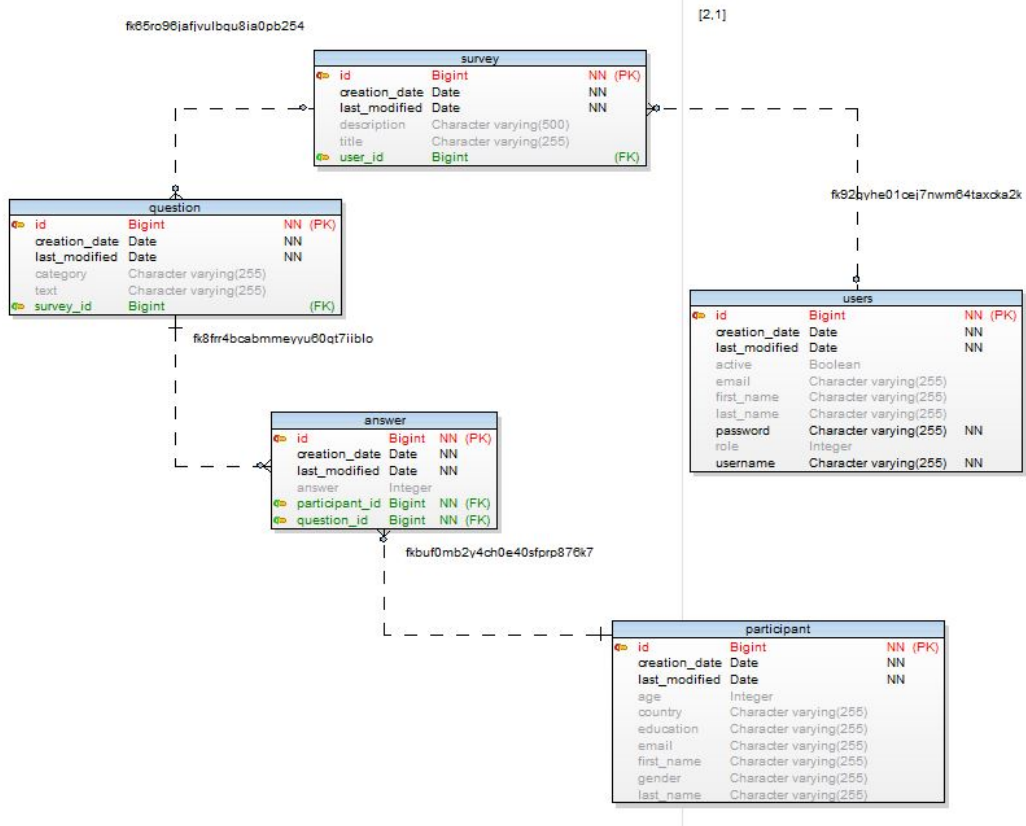 [2,1]
fk65ro96jafjvulbqu8ia0pb254
survey
id Bigint NN (PK)
creation_date Date NN
last_modified Date NN
description Character varying(500)
title Character varying(255)
user_id Bigint (FK)
question
id Bigint NN (PK)
creation_date Date NN
last_modified Date NN
category Character varying(255)
text Character varying(255)
survey_id Bigint (FK)
fk92qyhe01cej7nwm64taxcka2k
users
id Bigint NN (PK)
creation_date Date NN
last_modified Date NN
active Boolean
email Character varying(255)
first_name Character varying(255)
last_name Character varying(255)
password Character varying(255) NN
role Integer
username Character varying(255) NN
fk8frr4bcabmmeyyu60qt7iiblo
answer
id Bigint NN (PK)
creation_date Date NN
last_modified Date NN
answer Integer
participant_id Bigint NN (FK)
question_id Bigint NN (FK)
fkbuf0mb2y4ch0e40sfprp876k7
participant
id Bigint NN (PK)
creation_date Date NN
last_modified Date NN
age Integer
country Character varying(255)
education Character varying(255)
email Character varying(255)
first_name Character varying(255)
gender Character varying(255)
last_name Character varying(255)